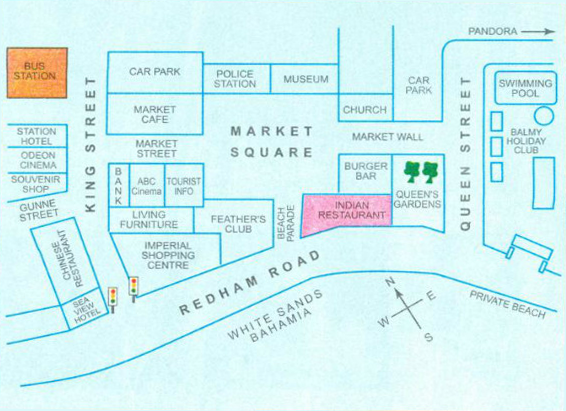 PANDORA
BUS
STATION
CAR PARK
POLICE
STATION
MUSEUM
CAR
PARK
SWIMMING
POOL
KING STREET
MARKET
CAFE
CHURCH
QUEEN STREET
STATION
HOTEL
ODEON
CINEMA
SOUVENIR
SHOP
MARKET
STREET
MARKET
SQUARE
MARKET WALL
BALMY
HOLIDAY
CLUB
BANK
ABC
Cinema
TOURIST
INFO
BURGER
BAR
QUEEN'S
GARDENS
GUNNE
STREET
LIVING
FURNITURE
FEATHER'S
CLUB
BEACH
PARADE
INDIAN
RESTAURANT
CHINESE
RESTAURANT
IMPERIAL
SHOPPING
CENTRE
REDHAM ROAD
SEA
VIEW
HOTEL
WHITE SANDS
BAHAMIA
N
E
W
S
PRIVATE BEACH